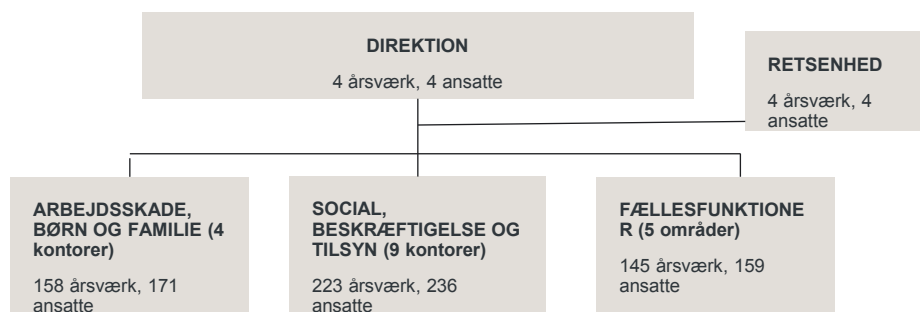 DIREKTION
4 årsværk, 4 ansatte
RETSENHED
4 årsværk, 4
ansatte
ARBEJDSSKADE,
BØRN OG FAMILIE (4
kontorer)
158 årsværk, 171
ansatte
SOCIAL,
BESKRÆFTIGELSE OG
TILSYN (9 kontorer)
223 årsværk, 236
ansatte
FÆLLESFUNKTIONE
R (5 områder)
145 årsværk, 159
ansatte